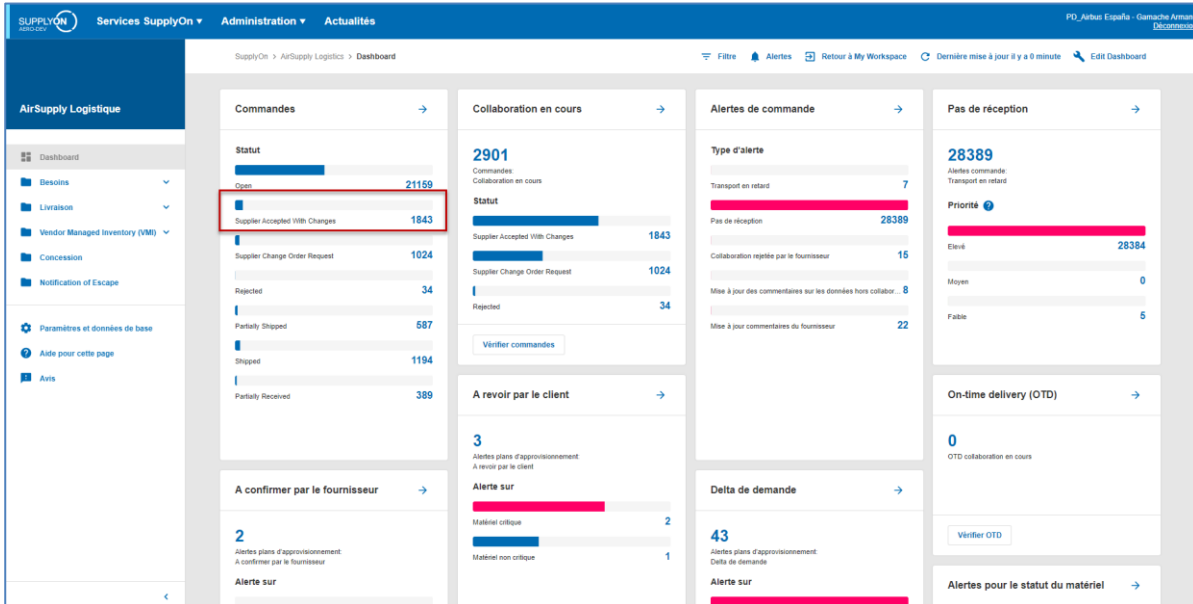 SUPPLYON
AERO-DEV
Services SupplyOn
Administration
Actualités
PD_Airbus España - Gamache Arman
Déconnexio
SupplyOn > AirSupply Logistics > Dashboard
Filtre
Alertes
Retour à My Workspace
Dernière mise à jour il y a 0 minute
Edit Dashboard
AirSupply Logistique
Dashboard
Besoins
Livraison
Vendor Managed Inventory (VMI)
Concession
Notification of Escape
Paramètres et données de base
Aide pour cette page
Avis
Commandes
Statut
Open 21159
Supplier Accepted With Changes 1843
Supplier Change Order Request 1024
Rejected 34
Partially Shipped 587
Shipped 1194
Partially Received 389
Collaboration en cours
2901
Commandes:
Collaboration en cours
Statut
Supplier Accepted With Changes 1843
Supplier Change Order Request 1024
Rejected 34
Vérifier commandes
Alertes de commande
Type d'alerte
Transport en retard 7
Pas de réception 28389
Collaboration rejetée par le fournisseur 15
Mise à jour des commentaires sur les données hors collabor... 8
Mise à jour commentaires du fournisseur 22
Pas de réception
28389
Alertes commande:
Transport en retard
Priorité
Elevé 28384
Moyen 0
Faible 5
A revoir par le client
3
Alertes plans d'approvisionnement:
A revoir par le client
Alerte sur
Matériel critique 2
Matériel non critique 1
On-time delivery (OTD)
0
OTD collaboration en cours
Vérifier OTD
A confirmer par le fournisseur
2
Alertes plans d'approvisionnement:
A confirmer par le fournisseur
Alerte sur
Delta de demande
43
Alertes plans d'approvisionnement:
Delta de demande
Alerte sur
Alertes pour le statut du matériel